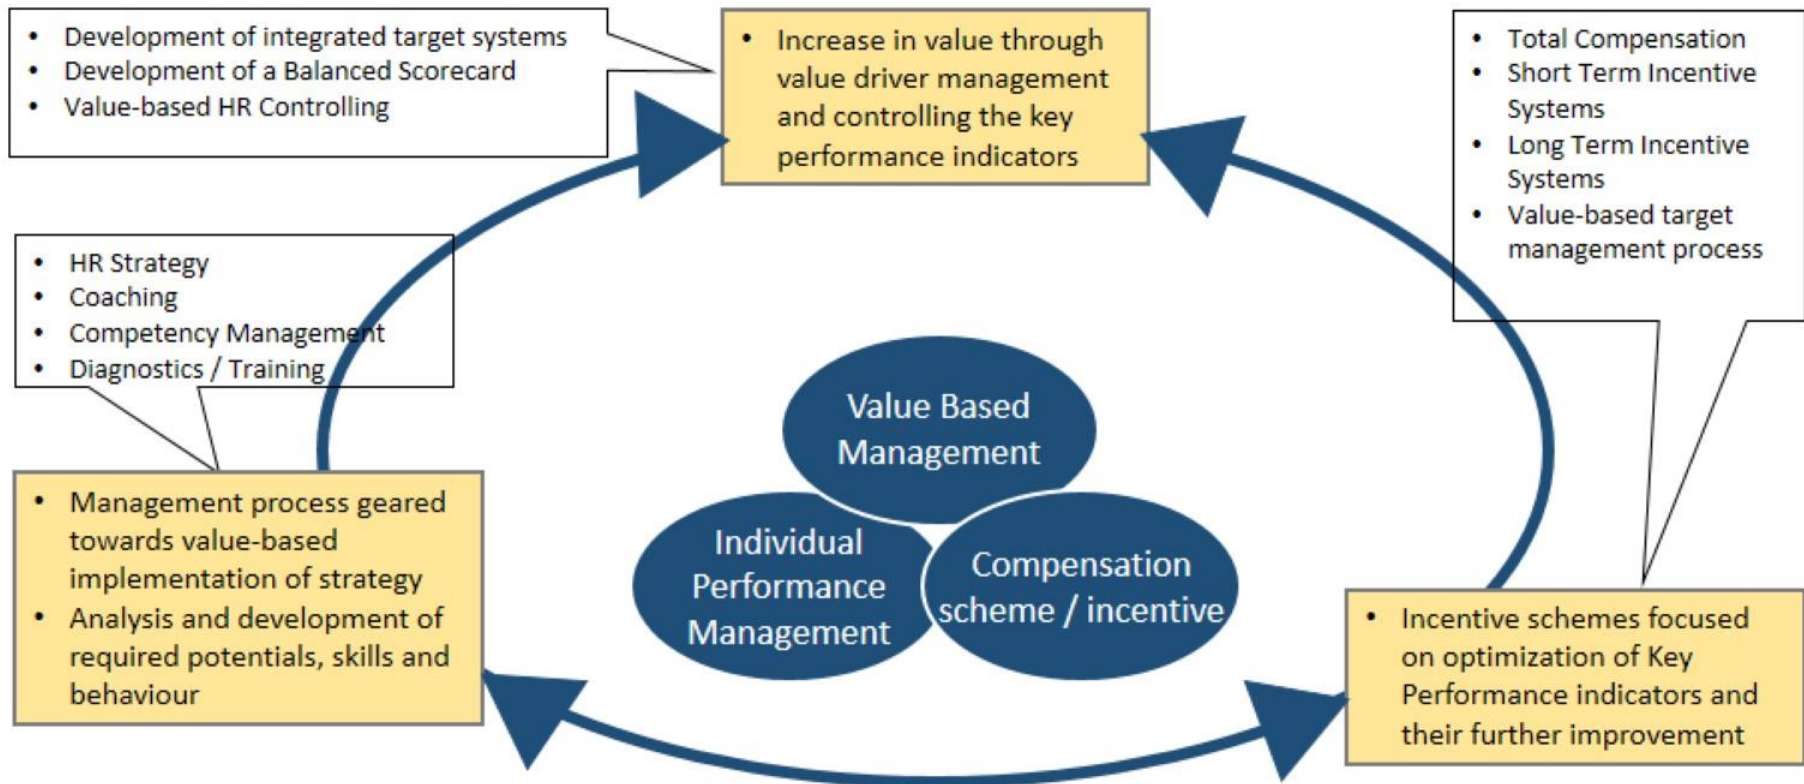 • Development of integrated target systems
• Development of a Balanced Scorecard
• Value-based HR Controlling
• Increase in value through
value driver management
and controlling the key
performance indicators
• Total Compensation
• Short Term Incentive
Systems
• Long Term Incentive
Systems
• Value-based target
management process
• HR Strategy
• Coaching
• Competency Management
• Diagnostics / Training
Value Based
Management
Individual
Performance
Management
Compensation
scheme / incentive
• Management process geared
towards value-based
implementation of strategy
• Analysis and development of
required potentials, skills and
behaviour
• Incentive schemes focused
on optimization of Key
Performance indicators and
their further improvement